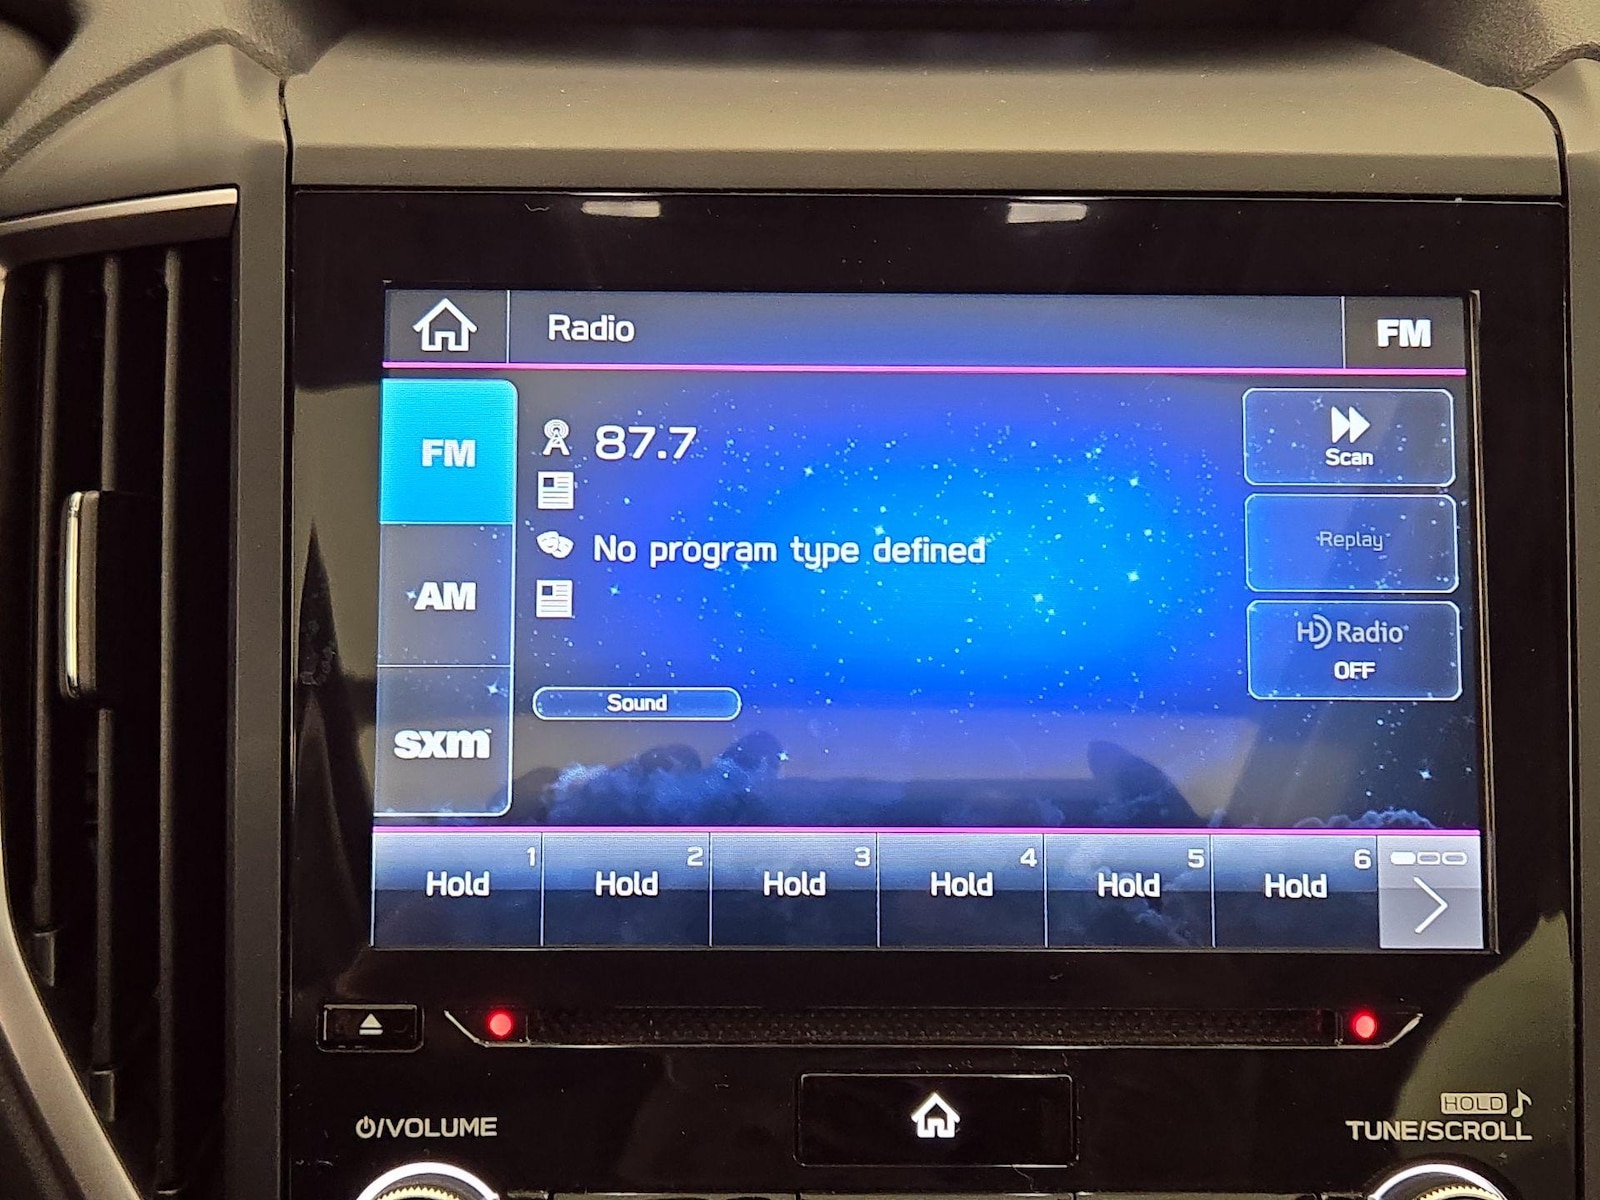 Radio
FM
FM
87.7
Scan
No program type defined
Replay
AM
HD Radio
OFF
Sound
sxm
1
Hold
2
Hold
3
Hold
4
Hold
5
Hold
6
Hold
/VOLUME
HOLD
TUNE/SCROLL